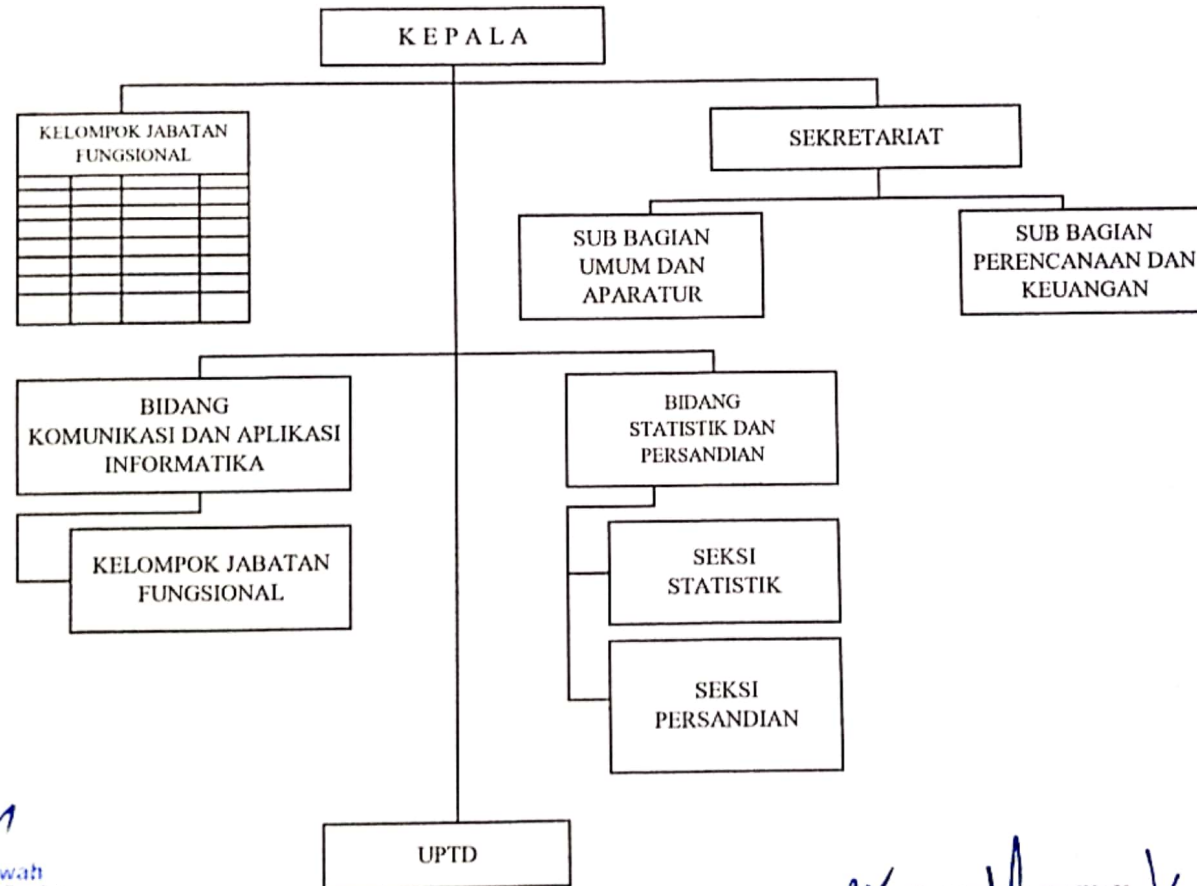 K E P A L A
KELOMPOK JABATAN
FUNGSIONAL
SEKRETARIAT
SUB BAGIAN
UMUM DAN
APARATUR
SUB BAGIAN
PERENCANAAN DAN
KEUANGAN
BIDANG
KOMUNIKASI DAN APLIKASI
INFORMATIKA
BIDANG
STATISTIK DAN
PERSANDIAN
KELOMPOK JABATAN
FUNGSIONAL
SEKSI
STATISTIK
SEKSI
PERSANDIAN
UPTD
wah